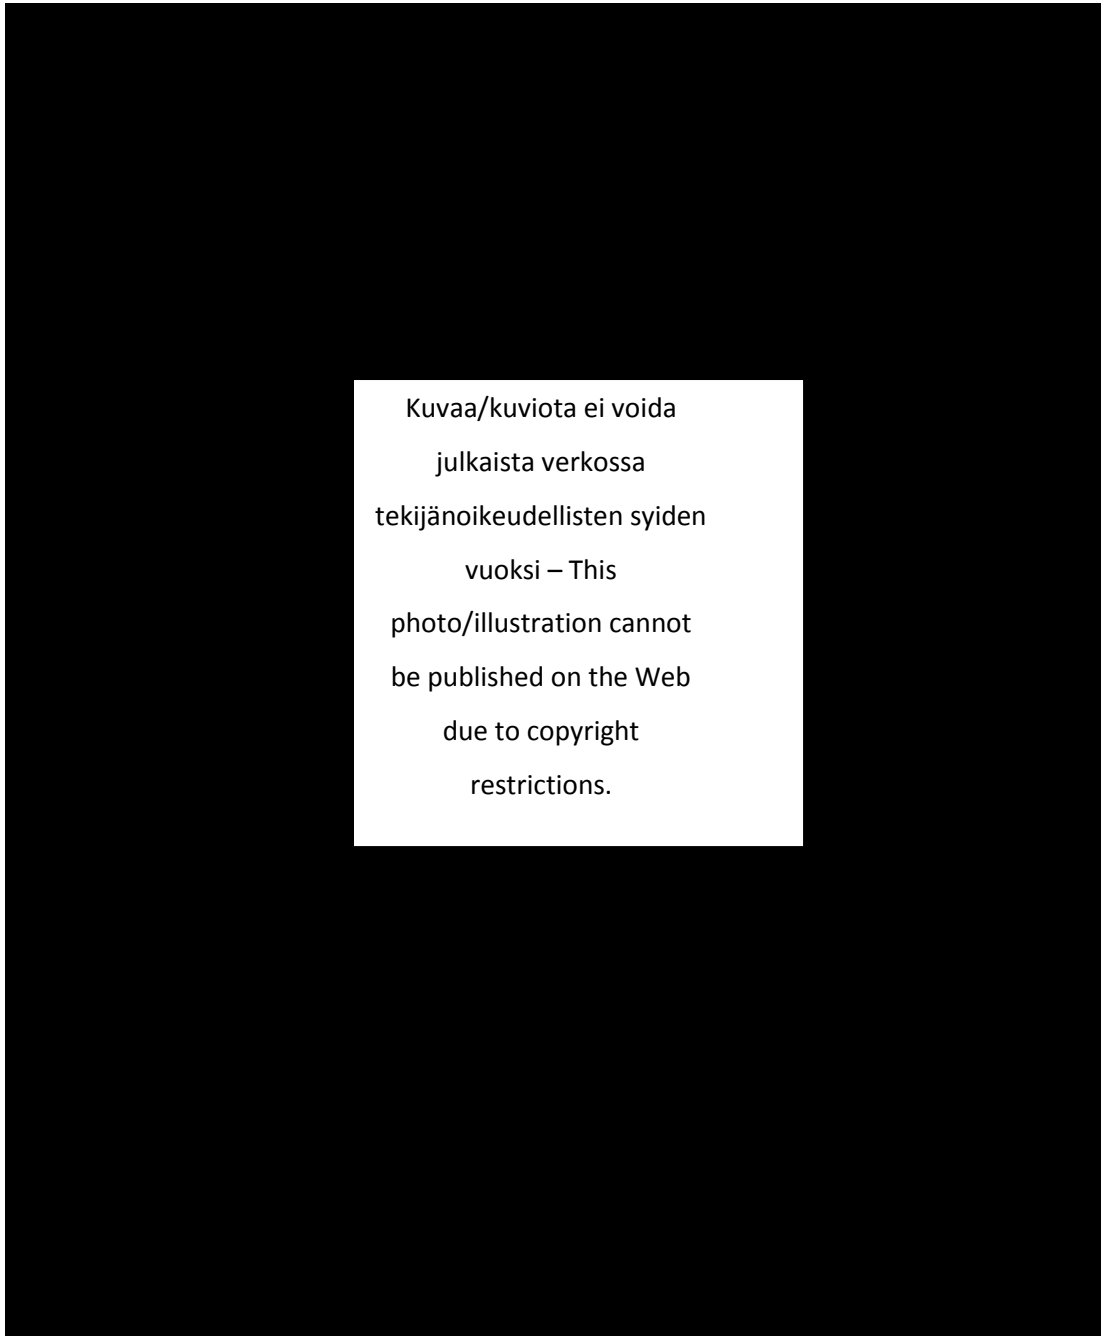 Kuvaa/kuviota ei voida
julkaista verkossa
tekijänoikeudellisten syiden
vuoksi – This
photo/illustration cannot
be published on the Web
due to copyright
restrictions.